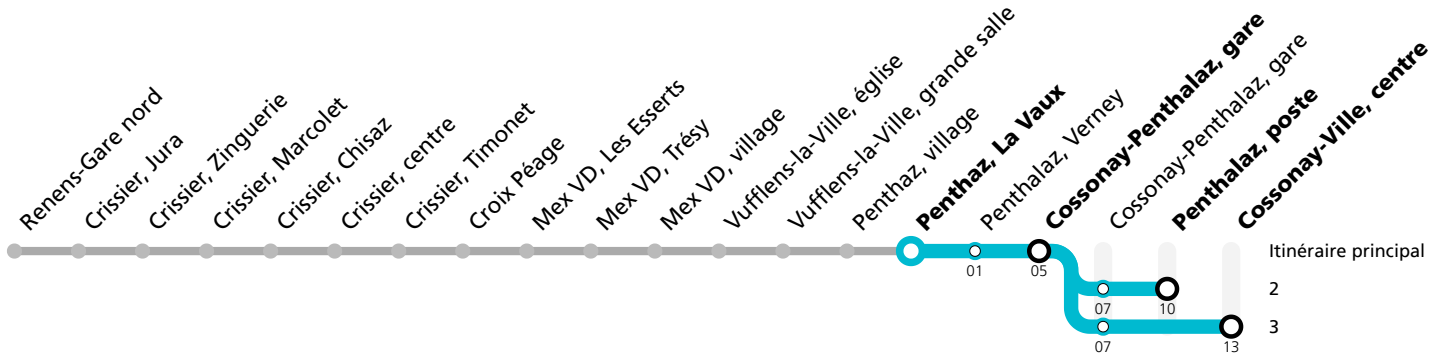 Renens-Gare nord
Crissier, Jura
Crissier, Zinguerie
Crissier, Marcolet
Crissier, Chisaz
Crissier, centre
Crissier, Timonet
Croix Péage
Mex VD, Les Esserts
Mex VD, Trésy
Mex VD, village
Vufflens-la-Ville, église
Vufflens-la-Ville, grande salle
Penthaz, village
Penthaz, La Vaux
Penthalaz, Verney
Cossonay-Penthalaz, gare
Cossonay-Penthalaz, gare
Penthalaz, poste
Cossonay-Ville, centre
Itinéraire principal
01
05
2
07
10
3
07
13